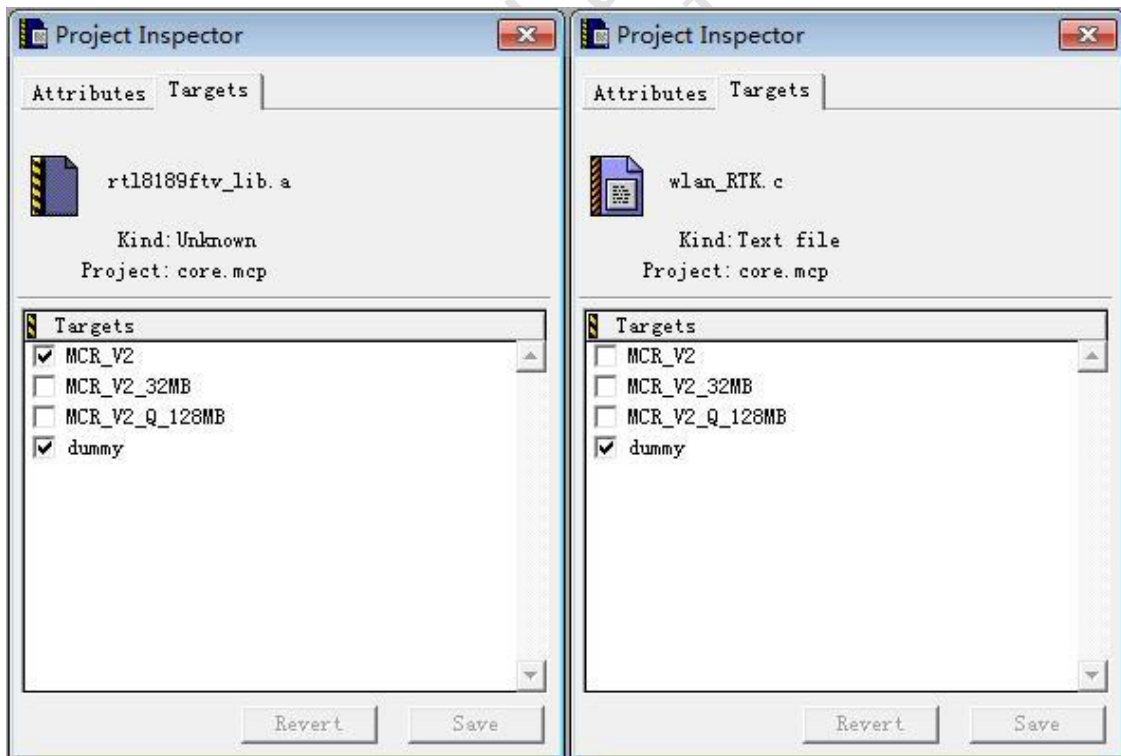 Project Inspector
Attributes Targets
rtl8189ftv_lib.a
Kind: Unknown
Project: core.mcp
Targets
MCR_V2
MCR_V2_32MB
MCR_V2_Q_128MB
dummy
Revert Save
Project Inspector
Attributes Targets
wlan_RTK.c
Kind: Text file
Project: core.mcp
Targets
MCR_V2
MCR_V2_32MB
MCR_V2_Q_128MB
dummy
Revert Save